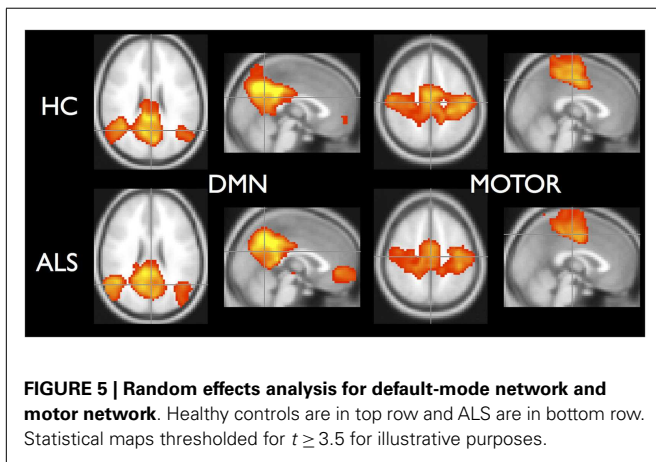 HC
DMN MOTOR
ALS
FIGURE 5 | Random effects analysis for default-mode network and
motor network. Healthy controls are in top row and ALS are in bottom row.
Statistical maps thresholded for t ≥ 3.5 for illustrative purposes.